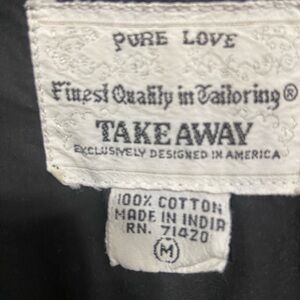 PURE LOVE
Finest Quality in Tailoring®
TAKE AWAY
EXCLUSIVELY DESIGNED IN AMERICA
100% COTTON
MADE IN INDIA
RN. 71420
M